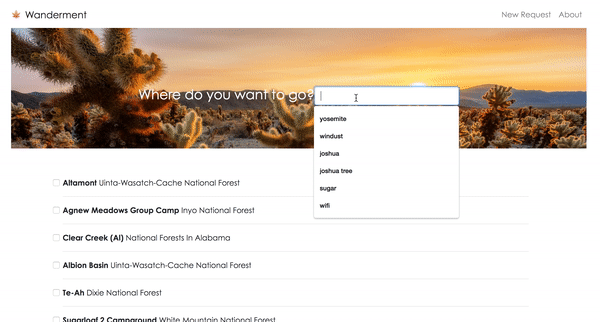 Wanderment
New Request About
Where do you want to go?
yosemite
windust
joshua
joshua tree
sugar
wifi
Altamont Uinta-Wasatch-Cache National Forest
Agnew Meadows Group Camp Inyo National Forest
Clear Creek (Al) National Forests In Alabama
Albion Basin Uinta-Wasatch-Cache National Forest
Te-Ah Dixie National Forest
Sugarloaf 2 Campground White Mountain National Forest